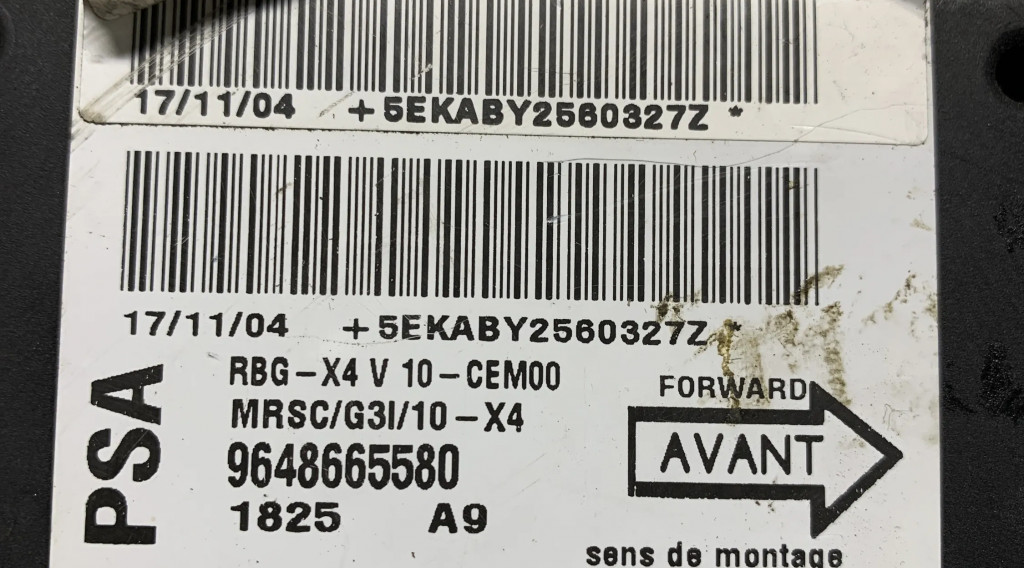 17/11/04 +5EKABY2560327Z *
17/11/04 +5EKABY2560327Z *
PSA
RBG-X4 V 10-CEM00
MRSC/G3I/10-X4
9648665580
1825 A9
FORWARD
AVANT
sens de montage